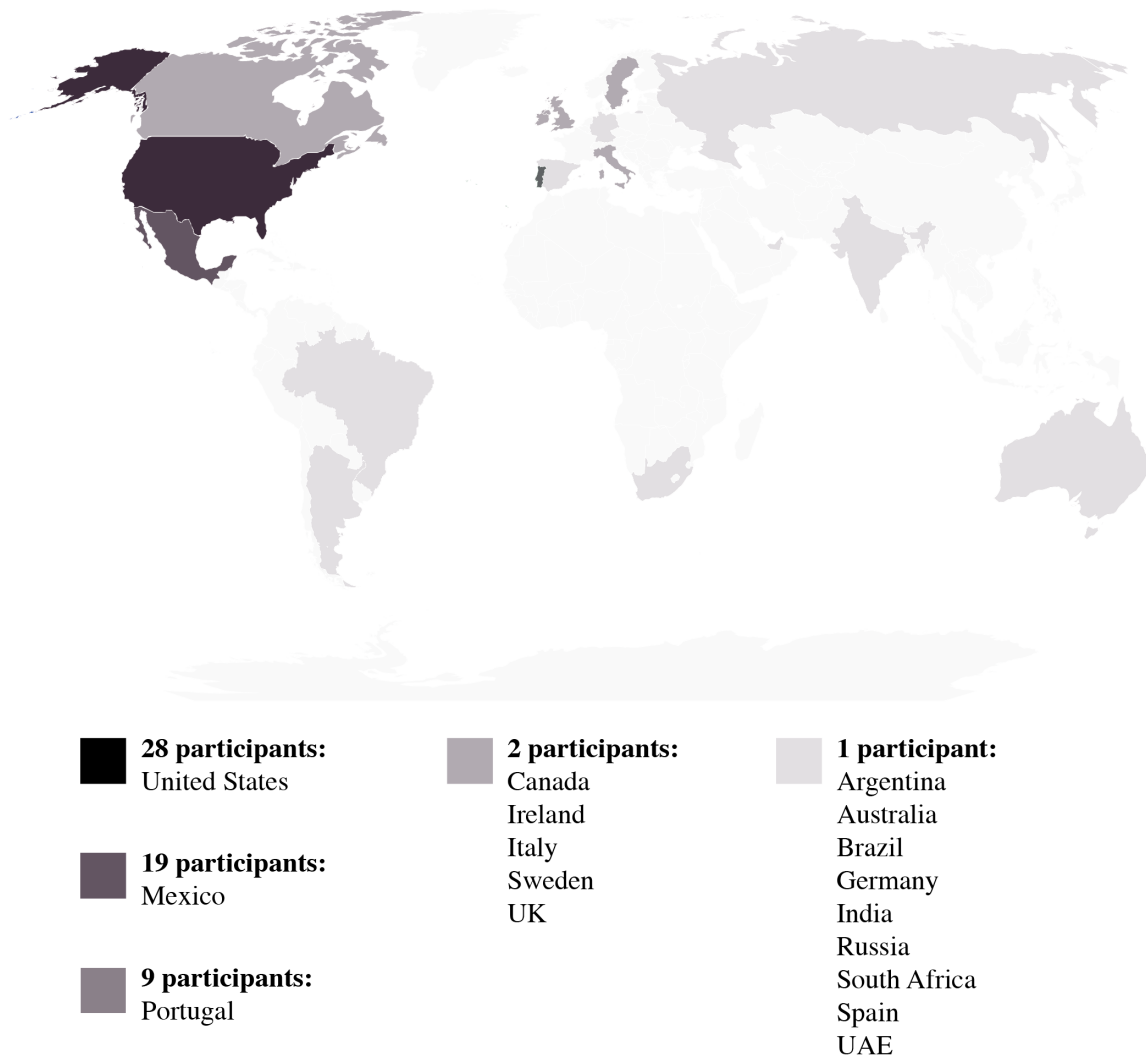 28 participants:
United States
19 participants:
Mexico
9 participants:
Portugal
2 participants:
Canada
Ireland
Italy
Sweden
UK
1 participant:
Argentina
Australia
Brazil
Germany
India
Russia
South Africa
Spain
UAE